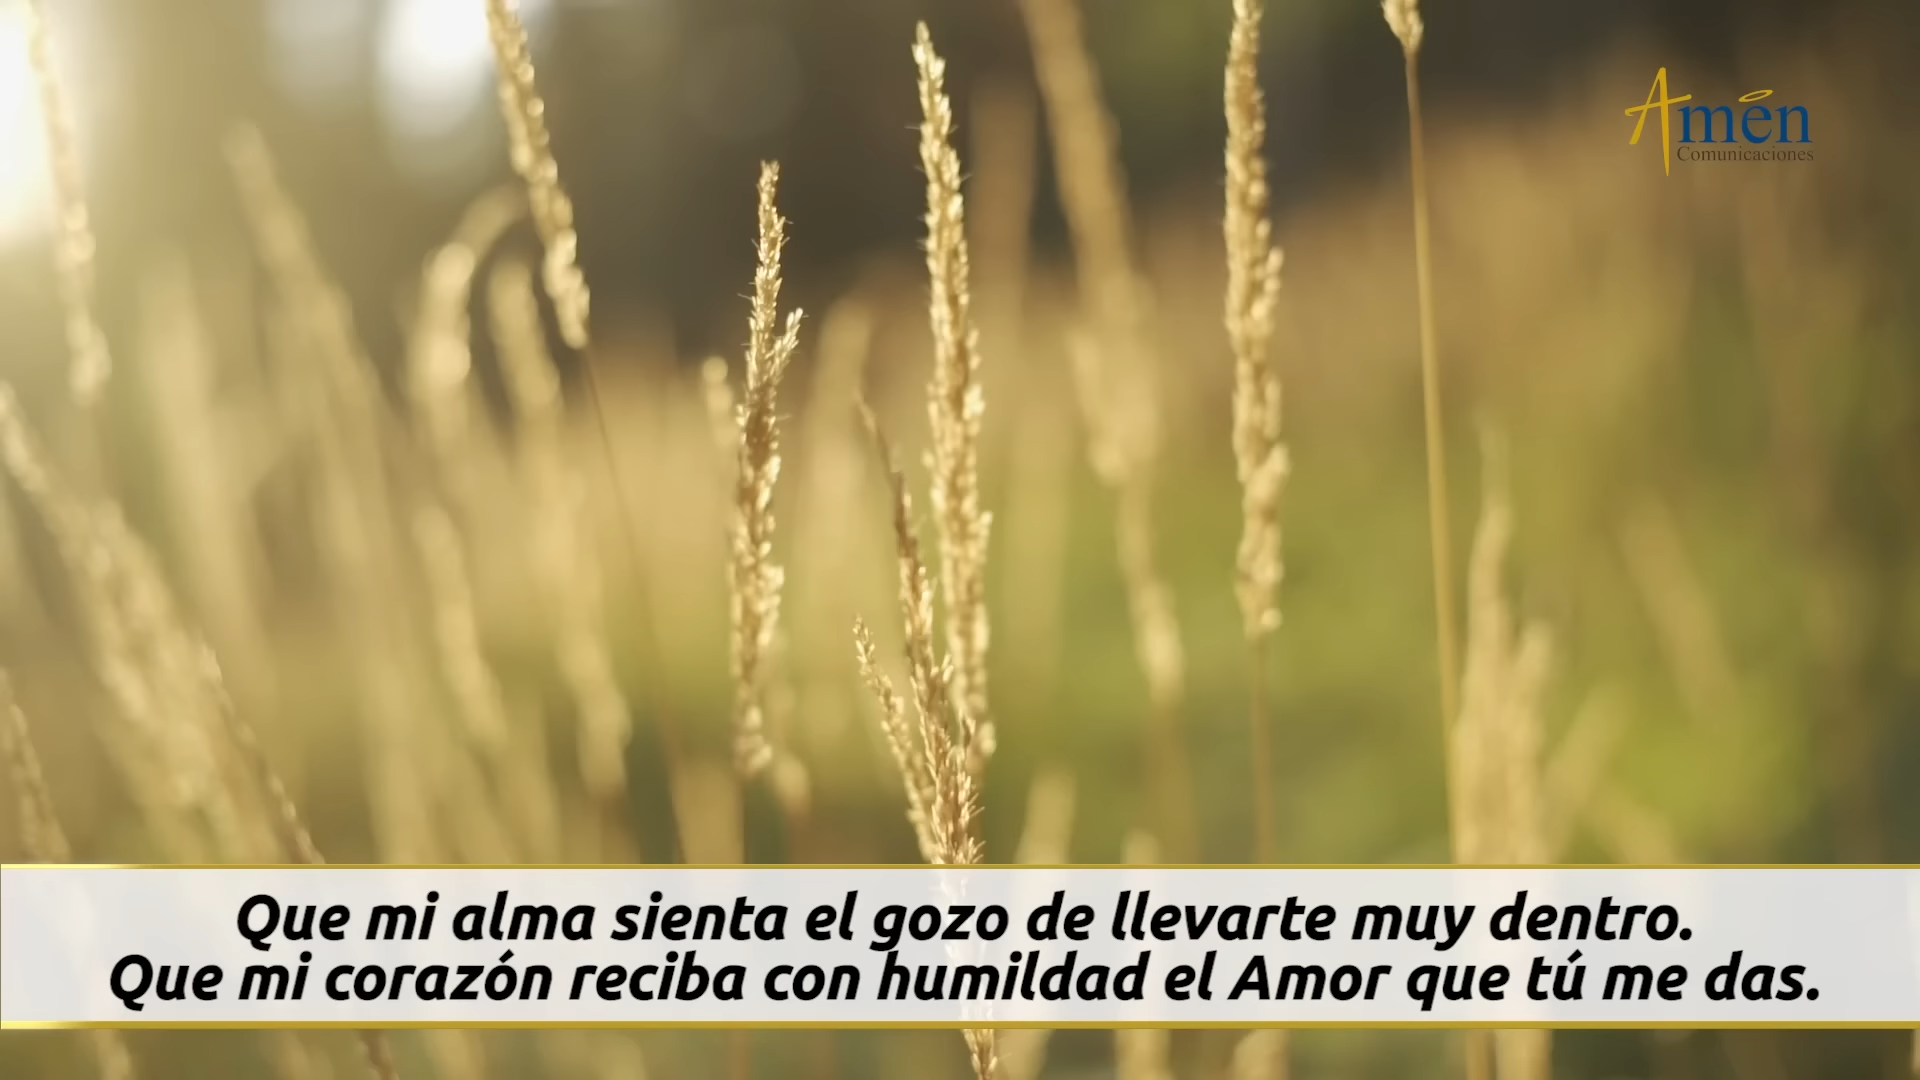 Amén
Comunicaciones
Que mi alma sienta el gozo de llevarte muy dentro.
Que mi corazón reciba con humildad el Amor que tú me das.